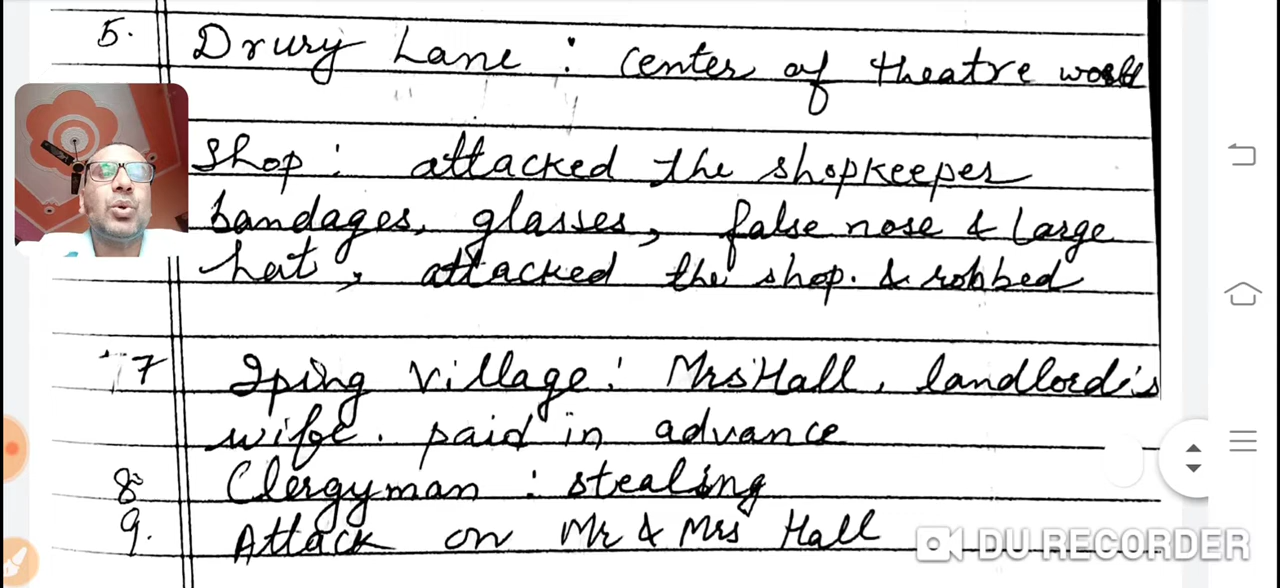 5. Drury Lane : center of theatre world
Shop : attacked the shopkeeper
bandages, glasses, false nose & large
hat, attacked the shop. & robbed
7 Iping Village : Mrs Hall, landlord's
wife. paid in advance
8 Clergyman : stealing
9. Attack on Mr & Mrs Hall
DU RECORDER